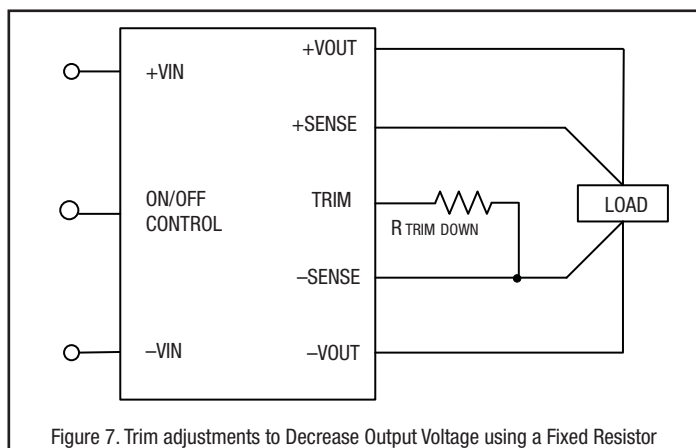 +VOUT
+VIN
+SENSE
ON/OFF
CONTROL
TRIM
R TRIM DOWN
LOAD
–SENSE
–VIN
–VOUT
Figure 7. Trim adjustments to Decrease Output Voltage using a Fixed Resistor